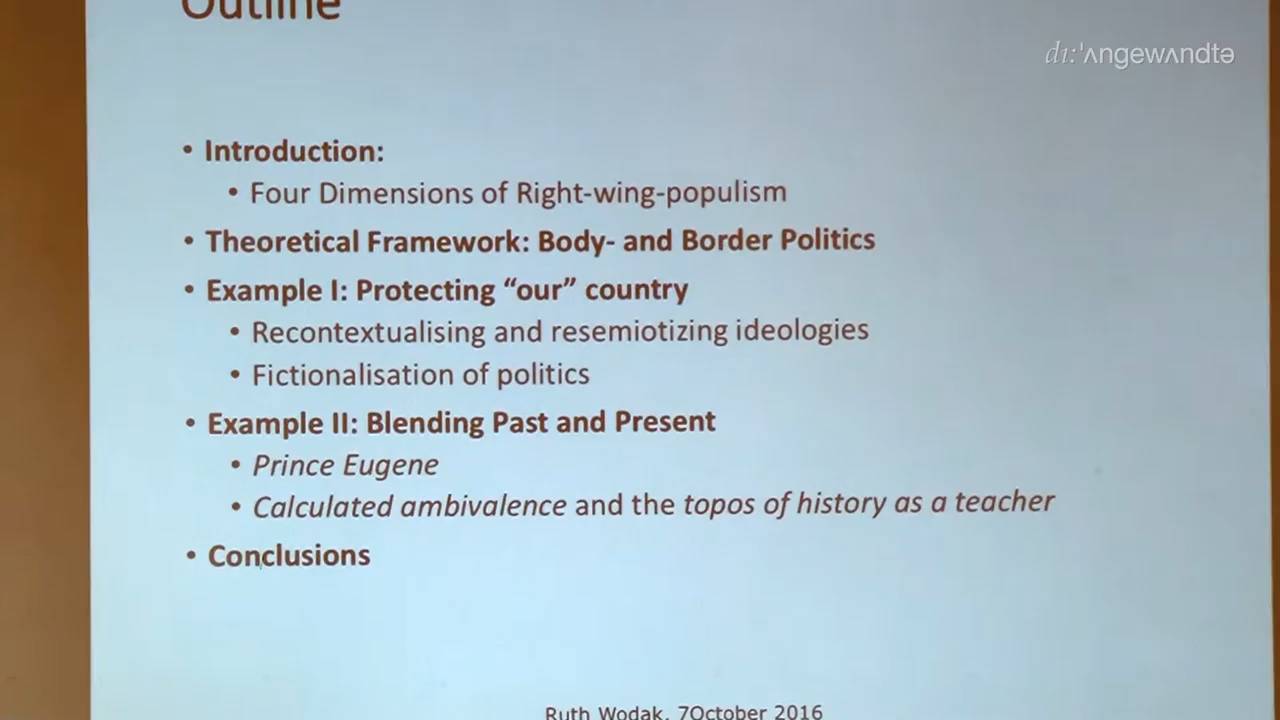 Outline
dı:'ʌngewʌndtə
• Introduction:
• Four Dimensions of Right-wing-populism
• Theoretical Framework: Body- and Border Politics
• Example I: Protecting “our” country
• Recontextualising and resemiotizing ideologies
• Fictionalisation of politics
• Example II: Blending Past and Present
• Prince Eugene
• Calculated ambivalence and the topos of history as a teacher
• Conclusions
Ruth Wodak, 7October 2016